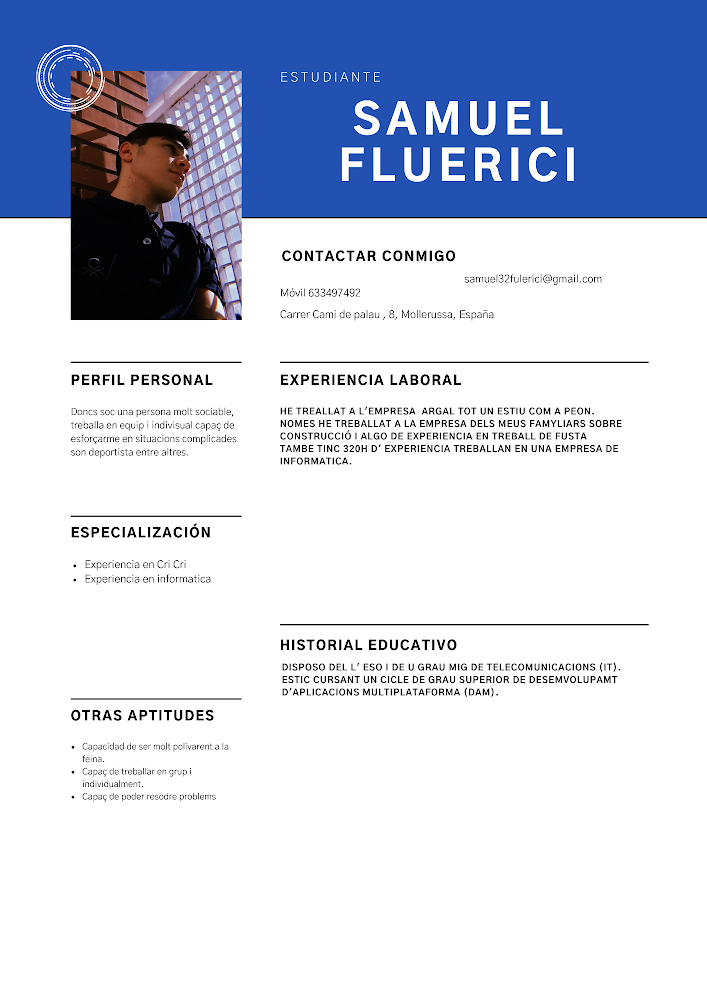 ESTUDIANTE
SAMUEL
FLUERICI
CONTACTAR CONMIGO
samuel32fulerici@gmail.com
Móvil 633497492
Carrer Cami de palau , 8, Mollerussa, España
PERFIL PERSONAL
Doncs soc una persona molt sociable,
treballa en equip i indivisual capaç de
esforçarme en situacions complicades
son deportista entre altres.
EXPERIENCIA LABORAL
HE TREALLAT A L'EMPRESA ARGAL TOT UN ESTIU COM A PEON.
NOMES HE TREBALLAT A LA EMPRESA DELS MEUS FAMYLIARS SOBRE
CONSTRUCCIÓ I ALGO DE EXPERIENCIA EN TREBALL DE FUSTA
TAMBE TINC 320H D' EXPERIENCIA TREBALLAN EN UNA EMPRESA DE
INFORMATICA.
ESPECIALIZACIÓN
• Experiencia en Cri Cri
• Experiencia en informatica
HISTORIAL EDUCATIVO
DISPOSO DEL L' ESO I DE U GRAU MIG DE TELECOMUNICACIONS (IT).
ESTIC CURSANT UN CICLE DE GRAU SUPERIOR DE DESEMVOLUPAMT
D'APLICACIONS MULTIPLATAFORMA (DAM).
OTRAS APTITUDES
• Capacidad de ser molt polivarent a la
feina.
• Capaç de treballar en grup i
individualment.
• Capaç de poder resodre problems